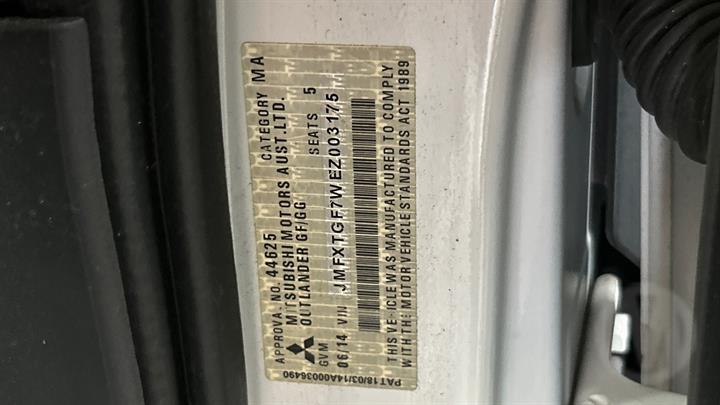 APPROVAL NO. 44625 CATEGORY MA
MITSUBISHI MOTORS AUST.LTD.
OUTLANDER GF/GG
GVM SEATS 5
06/14 VIN JMFXTGF7WEZ003175
THIS VEHICLE WAS MANUFACTURED TO COMPLY
WITH THE MOTOR VEHICLE STANDARDS ACT 1989
PAT18/03/14A00036490